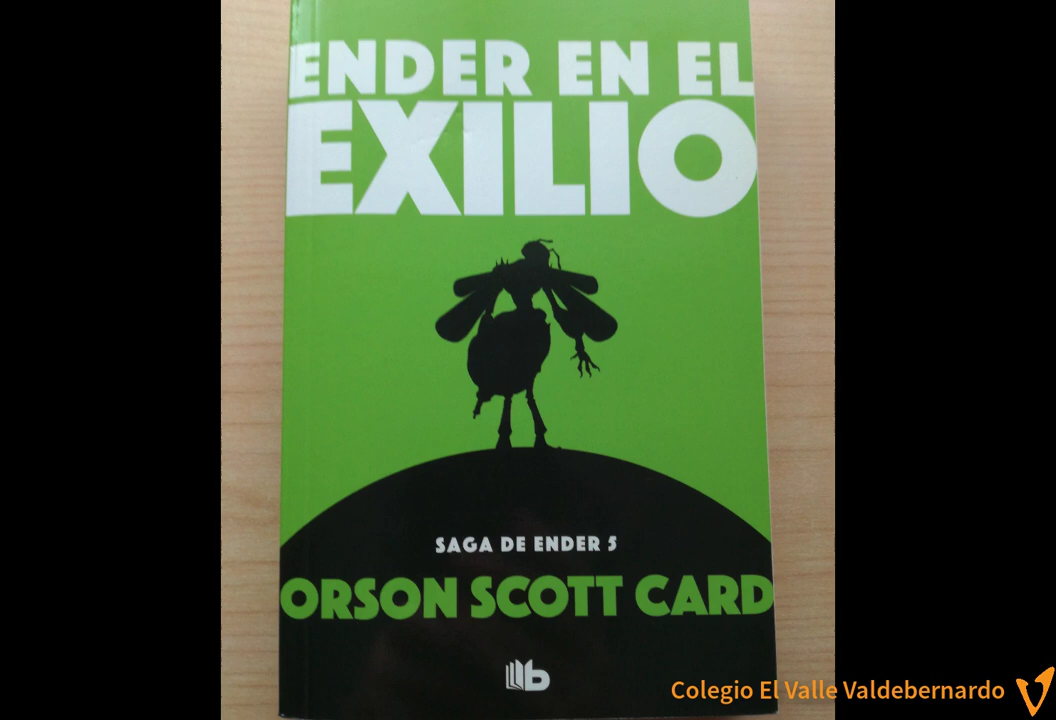 ENDER EN EL
EXILIO
SAGA DE ENDER 5
ORSON SCOTT CARD
b
Colegio El Valle Valdebernardo